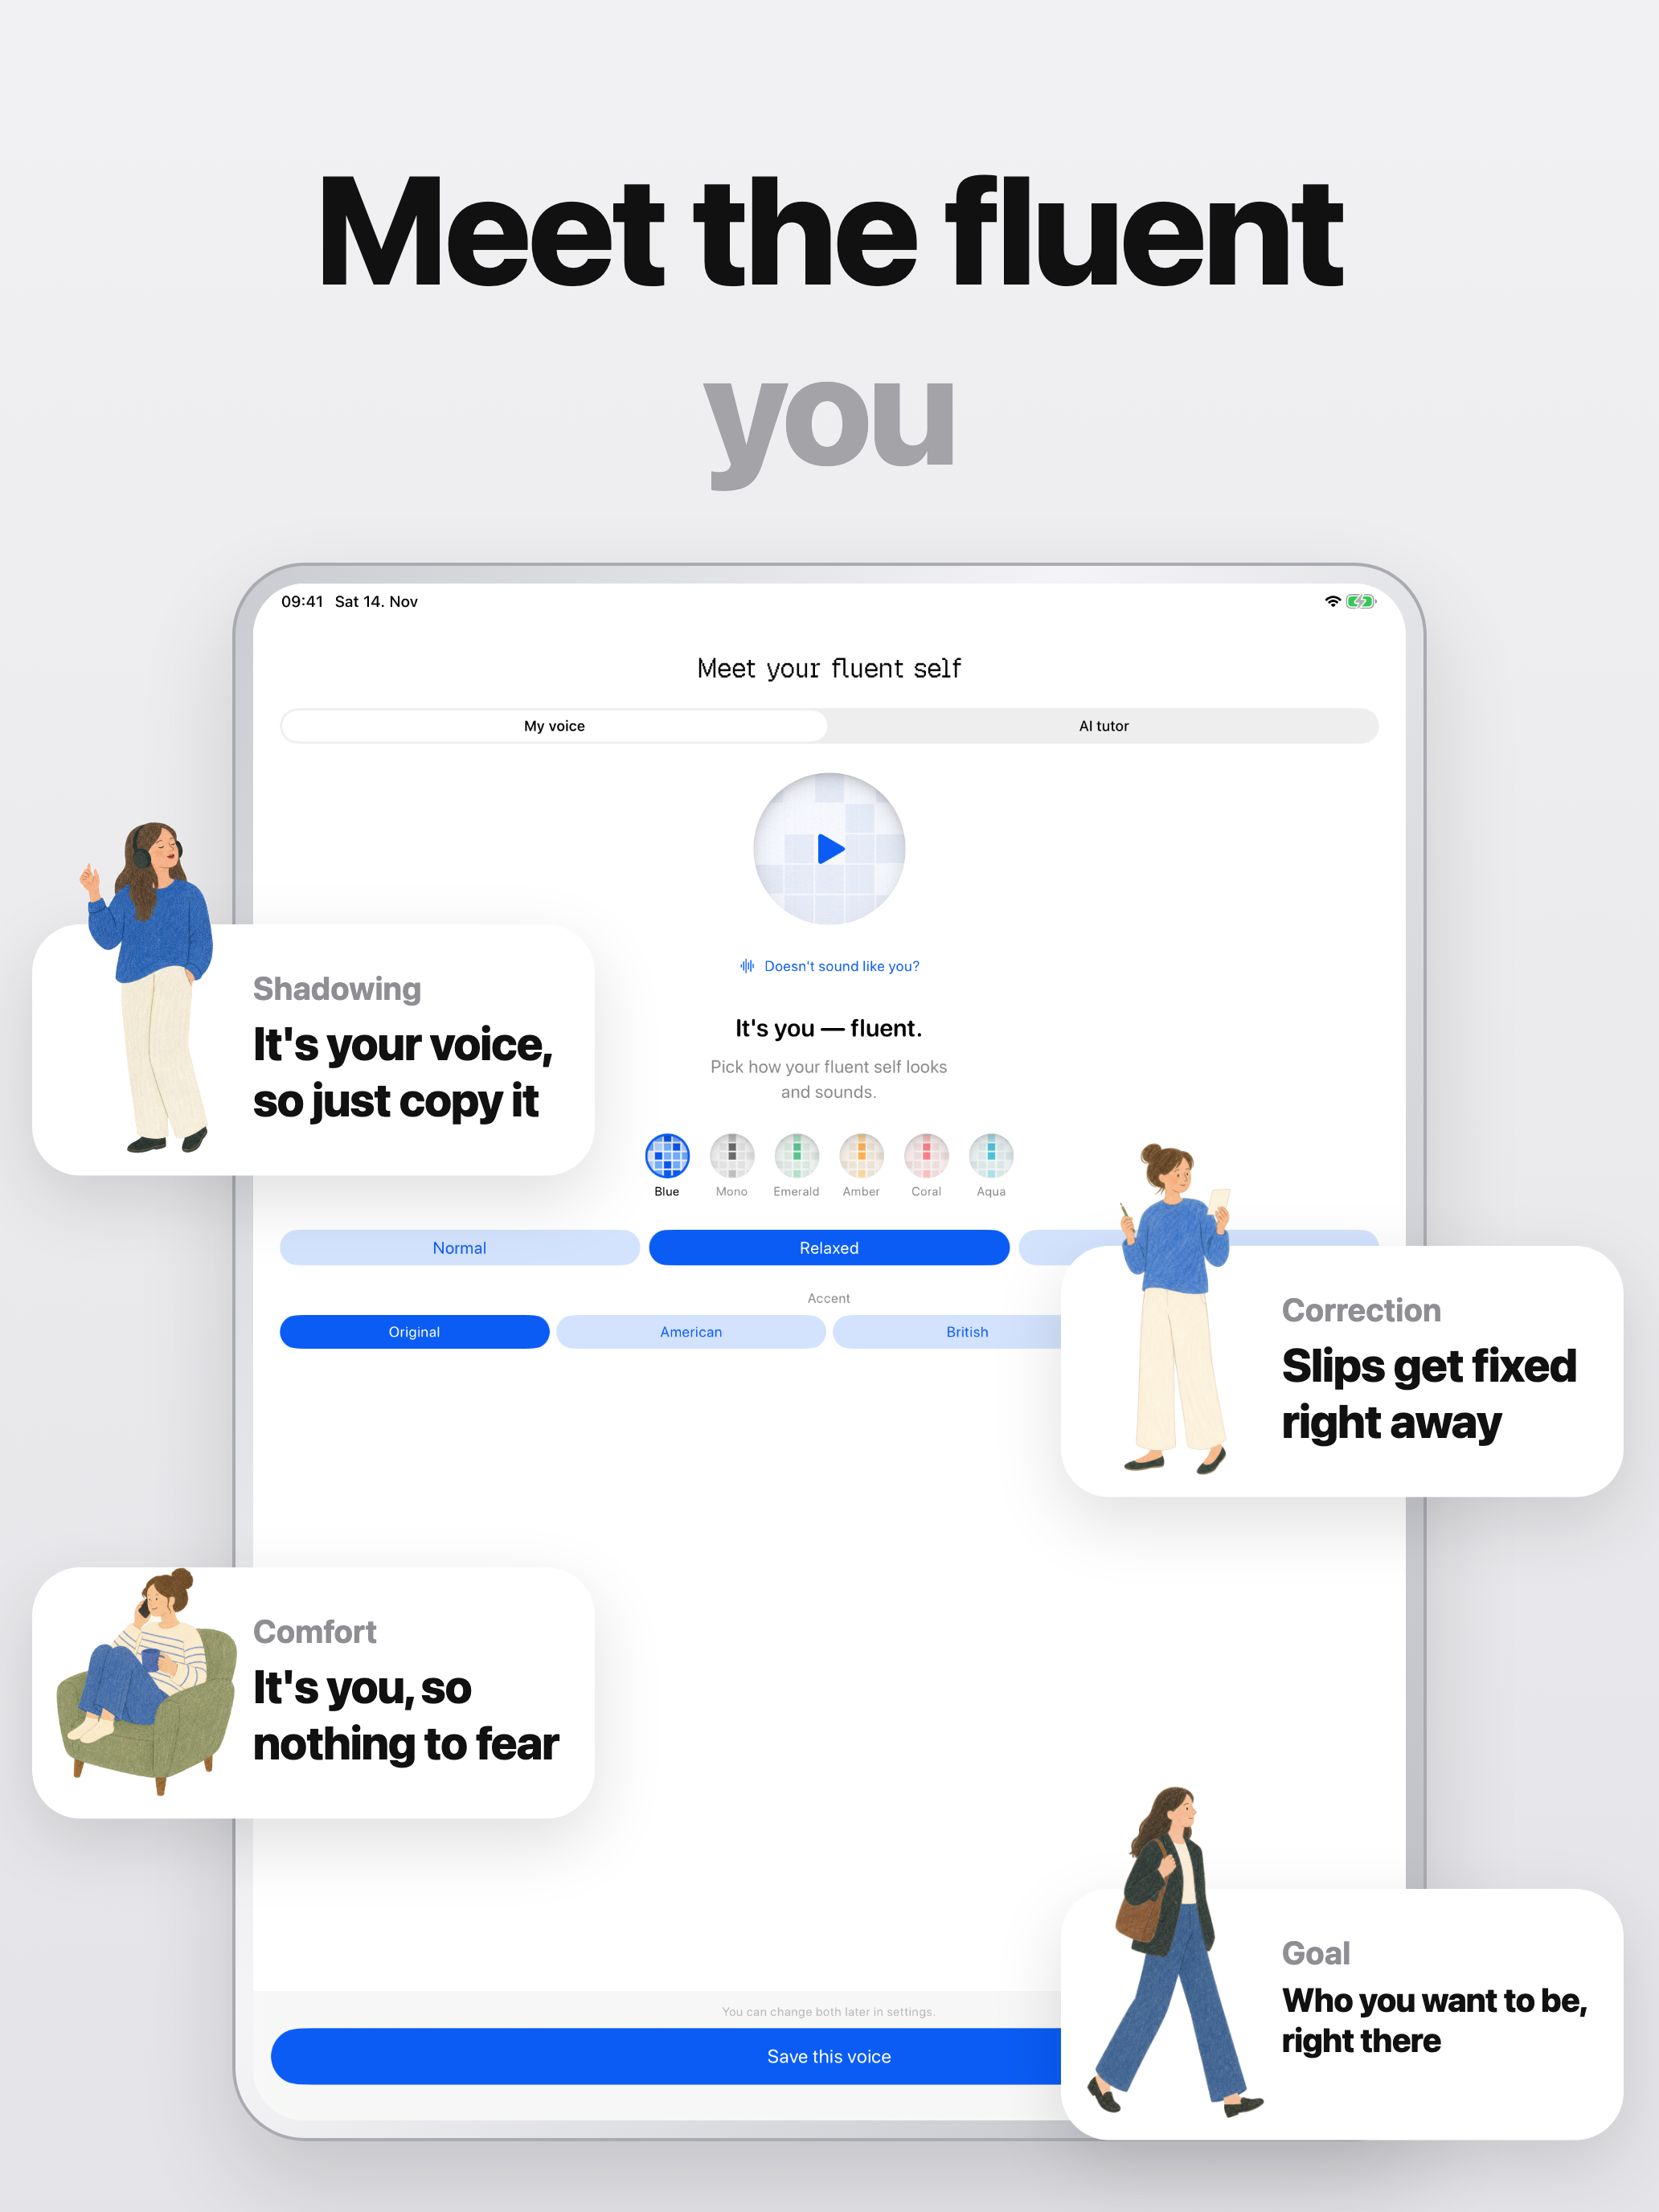 Meet the fluent
you
09:41 Sat 14. Nov
Meet your fluent self
My voice
AI tutor
Doesn't sound like you?
Shadowing
It's your voice,
so just copy it
It's you — fluent.
Pick how your fluent self looks
and sounds.
Blue
Mono
Emerald
Amber
Coral
Aqua
Normal
Relaxed
Accent
Original
American
British
Correction
Slips get fixed
right away
Comfort
It's you, so
nothing to fear
Goal
Who you want to be,
right there
You can change both later in settings.
Save this voice